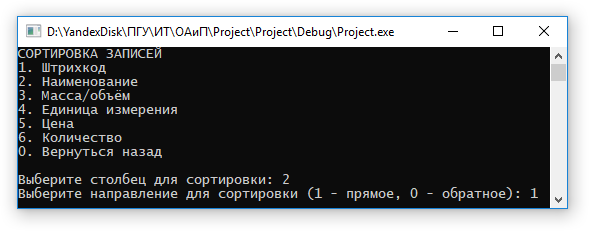 D:\YandexDisk\ПГУ\ИТ\ОАиП\Project\Project\Debug\Project.exe
СОРТИРОВКА ЗАПИСЕЙ
1. Штрихкод
2. Наименование
3. Масса/объём
4. Единица измерения
5. Цена
6. Количество
0. Вернуться назад
Выберите столбец для сортировки: 2
Выберите направление для сортировки (1 - прямое, 0 - обратное): 1